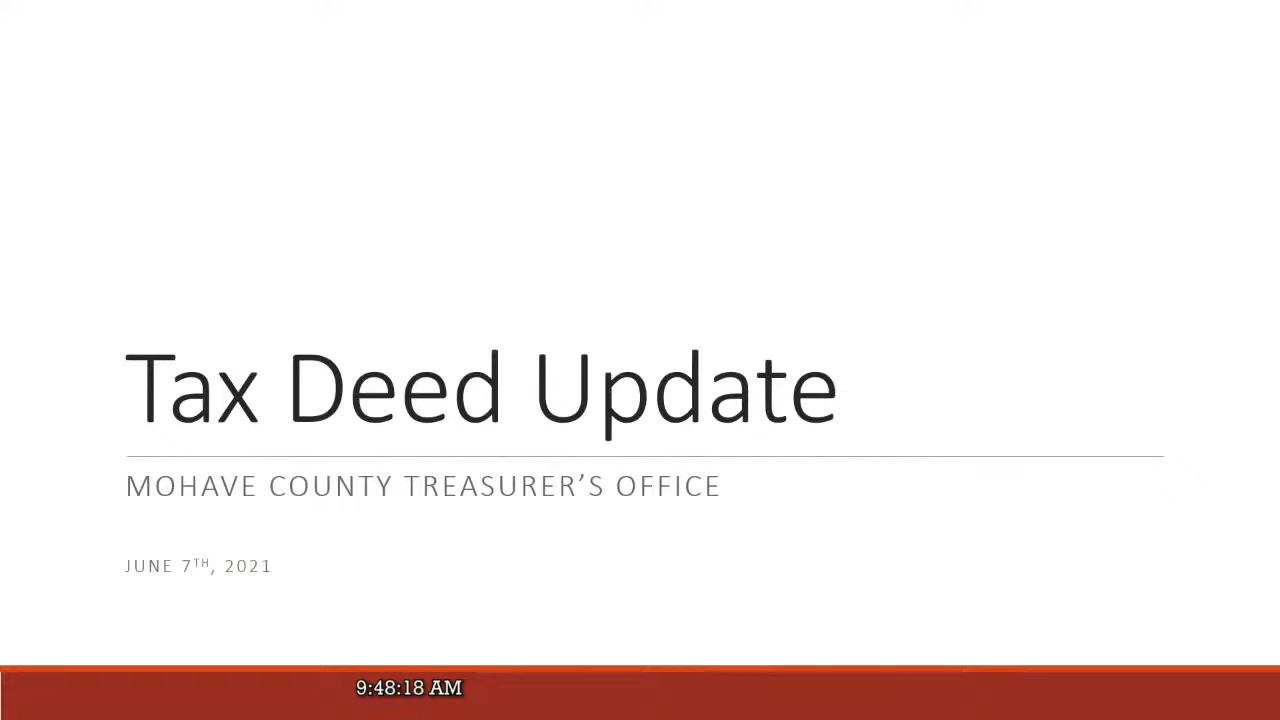 Tax Deed Update
MOHAVE COUNTY TREASURER’S OFFICE
JUNE 7TH, 2021
9:48:18 AM